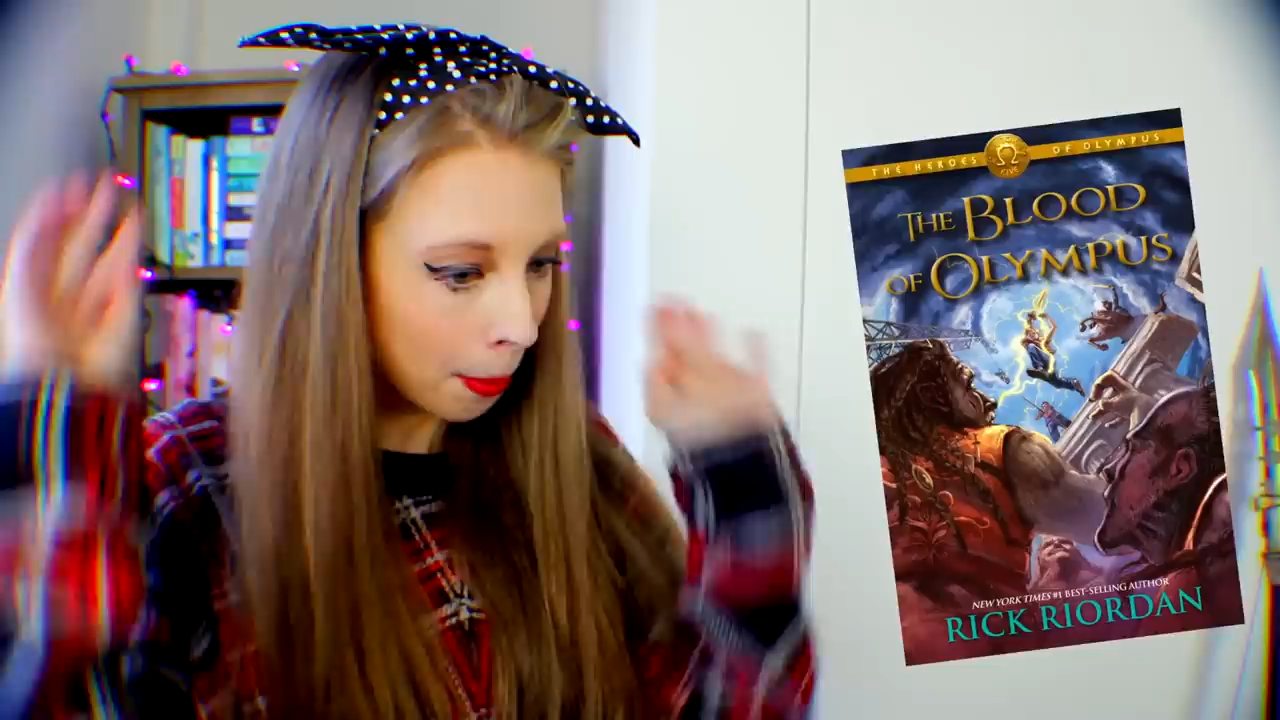 THE HEROES OF OLYMPUS
FIVE
THE BLOOD
OF OLYMPUS
NEW YORK TIMES #1 BEST-SELLING AUTHOR
RICK RIORDAN